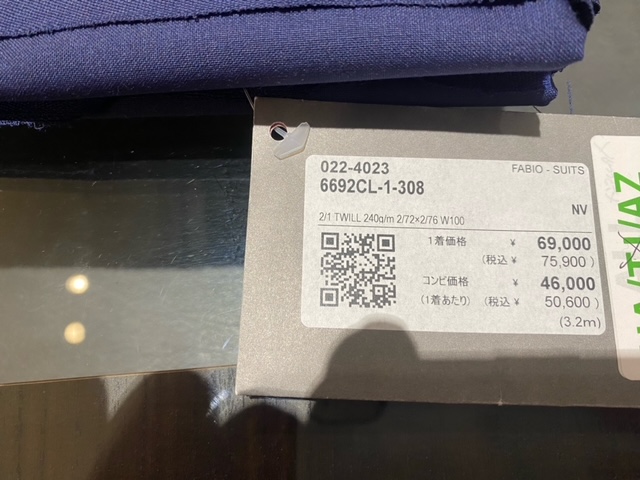 022-4023 FABIO - SUITS
6692CL-1-308
NV
2/1 TWILL 240g/m 2/72×2/76 W100
1着価格 ¥ 69,000
(税込 ¥ 75,900 )
コンビ価格 ¥ 46,000
(1着あたり) (税込 ¥ 50,600 )
(3.2m)